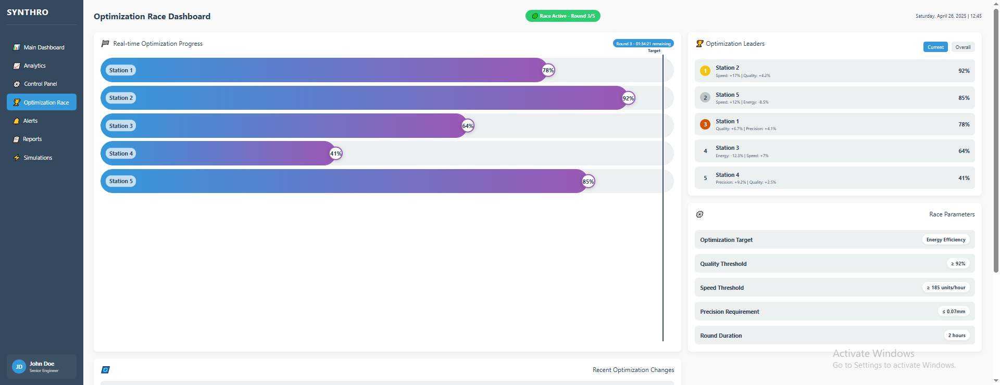 SYNTHRO
Main Dashboard
Analytics
Control Panel
Optimization Race
Alerts
Reports
Simulations
JD
John Doe
Senior Engineer
Optimization Race Dashboard
Race Active - Round 3/5
Saturday, April 26, 2025 | 12:45
Real-time Optimization Progress
Round 3 - 01:34:21 remaining
Target
Station 1
78%
Station 2
92%
Station 3
64%
Station 4
41%
Station 5
85%
Optimization Leaders
Current
Overall
1
Station 2
Speed: +17% | Quality: +4.2%
92%
2
Station 5
Speed: +12% | Energy: -8.5%
85%
3
Station 1
Quality: +6.7% | Precision: +4.1%
78%
4
Station 3
Energy: -12.3% | Speed: +7%
64%
5
Station 4
Precision: +9.2% | Quality: +2.5%
41%
Race Parameters
Optimization Target
Energy Efficiency
Quality Threshold
≥ 92%
Speed Threshold
≥ 185 units/hour
Precision Requirement
≤ 0.07mm
Round Duration
2 hours
Recent Optimization Changes
Activate Windows
Go to Settings to activate Windows.